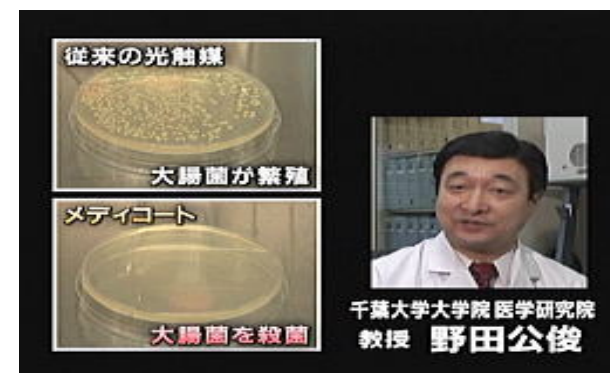 従来の光触媒
大腸菌が繁殖
メディコート
大腸菌を殺菌
千葉大学大学院 医学研究院
教授 野田公俊